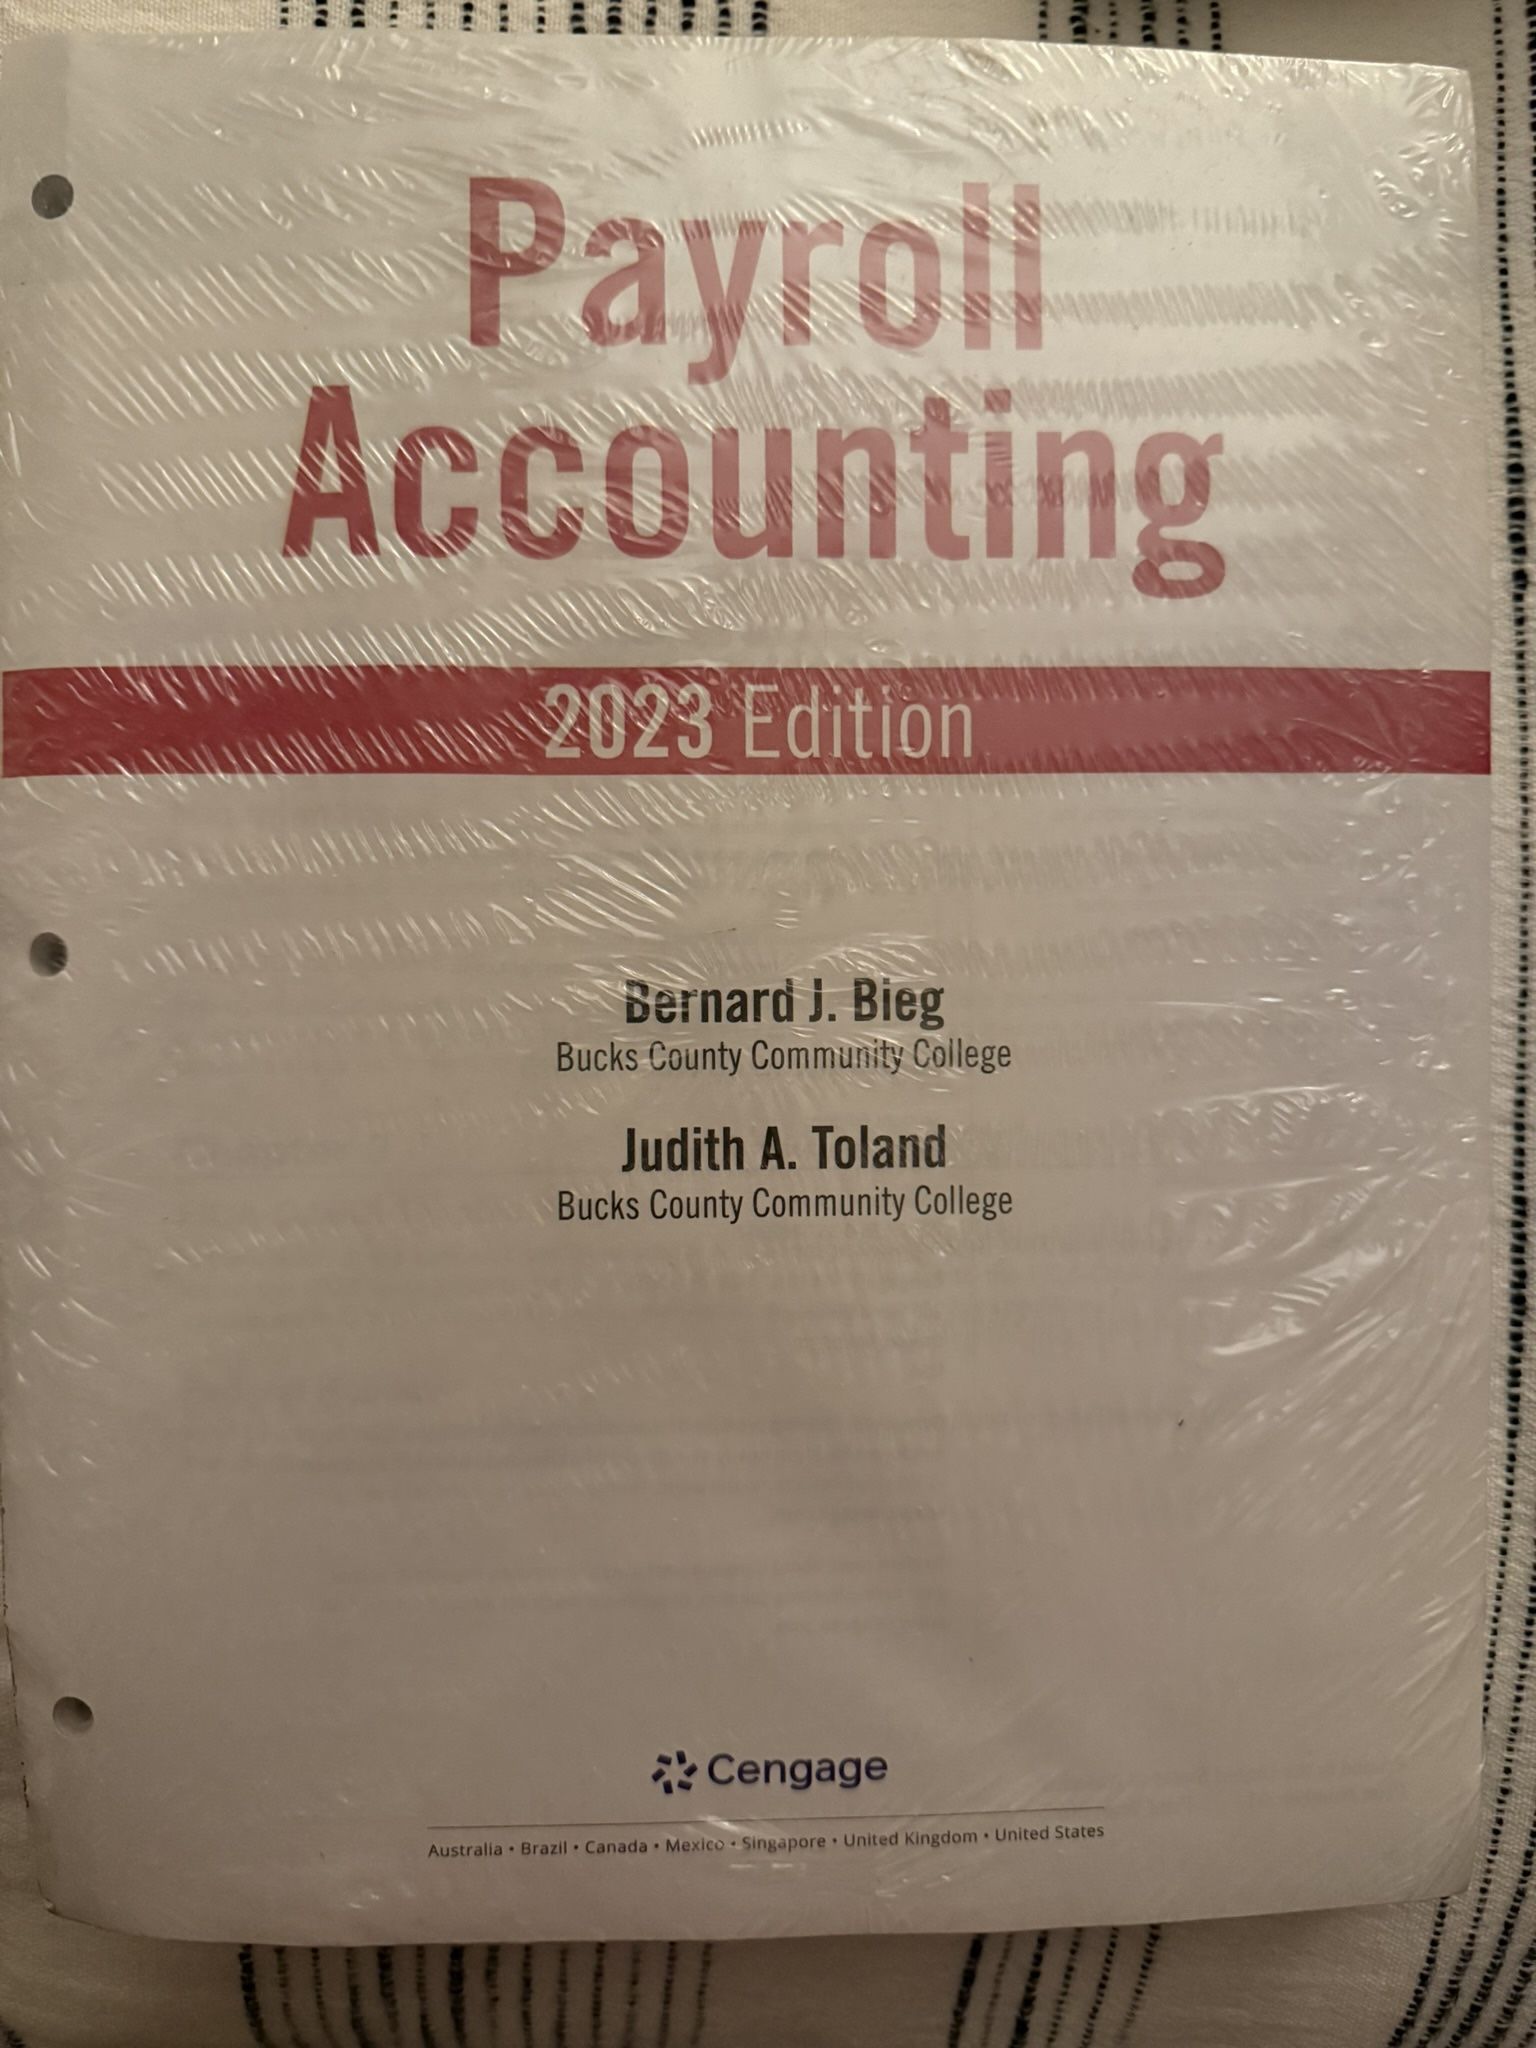 Payroll
Accounting
2023 Edition
Bernard J. Bieg
Bucks County Community College
Judith A. Toland
Bucks County Community College
Cengage
Australia • Brazil • Canada • Mexico • Singapore • United Kingdom • United States